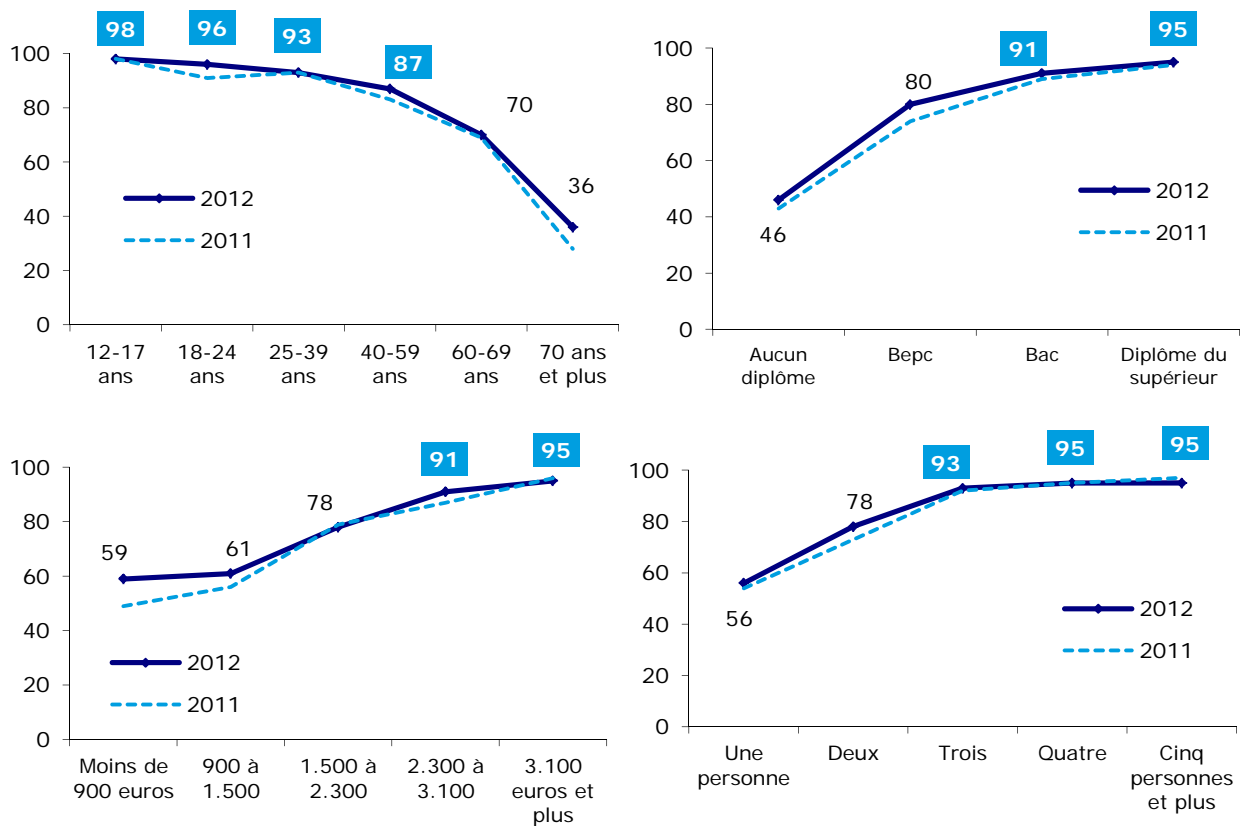 98
96
93
87
70
36
100
80
60
40
20
0
2012
2011
12-17 ans
18-24 ans
25-39 ans
40-59 ans
60-69 ans
70 ans et plus
95
91
80
46
100
80
60
40
20
0
2012
2011
Aucun diplôme
Bepc
Bac
Diplôme du supérieur
91
95
78
59
61
100
80
60
40
20
0
2012
2011
Moins de 900 euros
900 à 1.500
1.500 à 2.300
2.300 à 3.100
3.100 euros et plus
93
95
95
78
56
100
80
60
40
20
0
2012
2011
Une personne
Deux
Trois
Quatre
Cinq personnes et plus